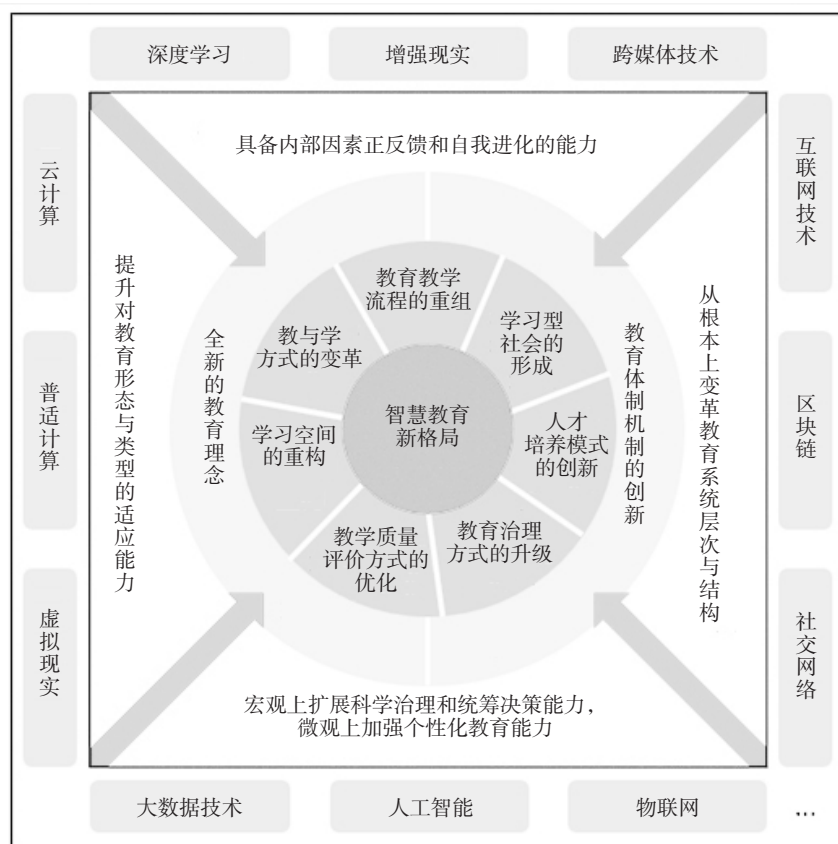 深度学习
增强现实
跨媒体技术
云计算
普适计算
虚拟现实
具备内部因素正反馈和自我进化的能力
提升对教育形态与类型的适应能力
全新的教育理念
教育教学
流程的重组
教与学
方式的变革
学习型
社会的
形成
智慧教育
新格局
学习空间
的重构
人才
培养模式
的创新
教学质量
评价方式的
优化
教育治理
方式的升级
教育体制机制的创新
从根本上变革教育系统层次与结构
宏观上扩展科学治理和统筹决策能力,
微观上加强个性化教育能力
互联网技术
区块链
社交网络
大数据技术
人工智能
物联网
…